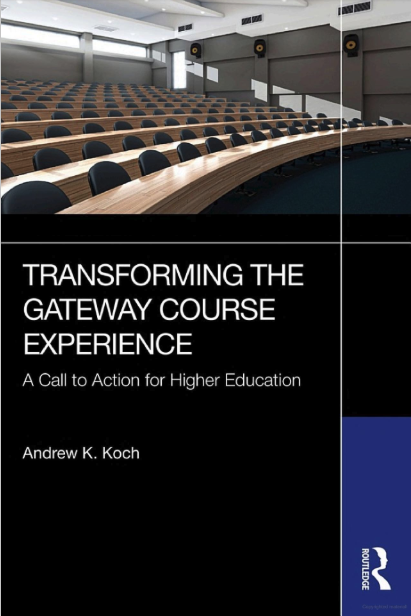 TRANSFORMING THE
GATEWAY COURSE
EXPERIENCE
A Call to Action for Higher Education
Andrew K. Koch
ROUTLEDGE